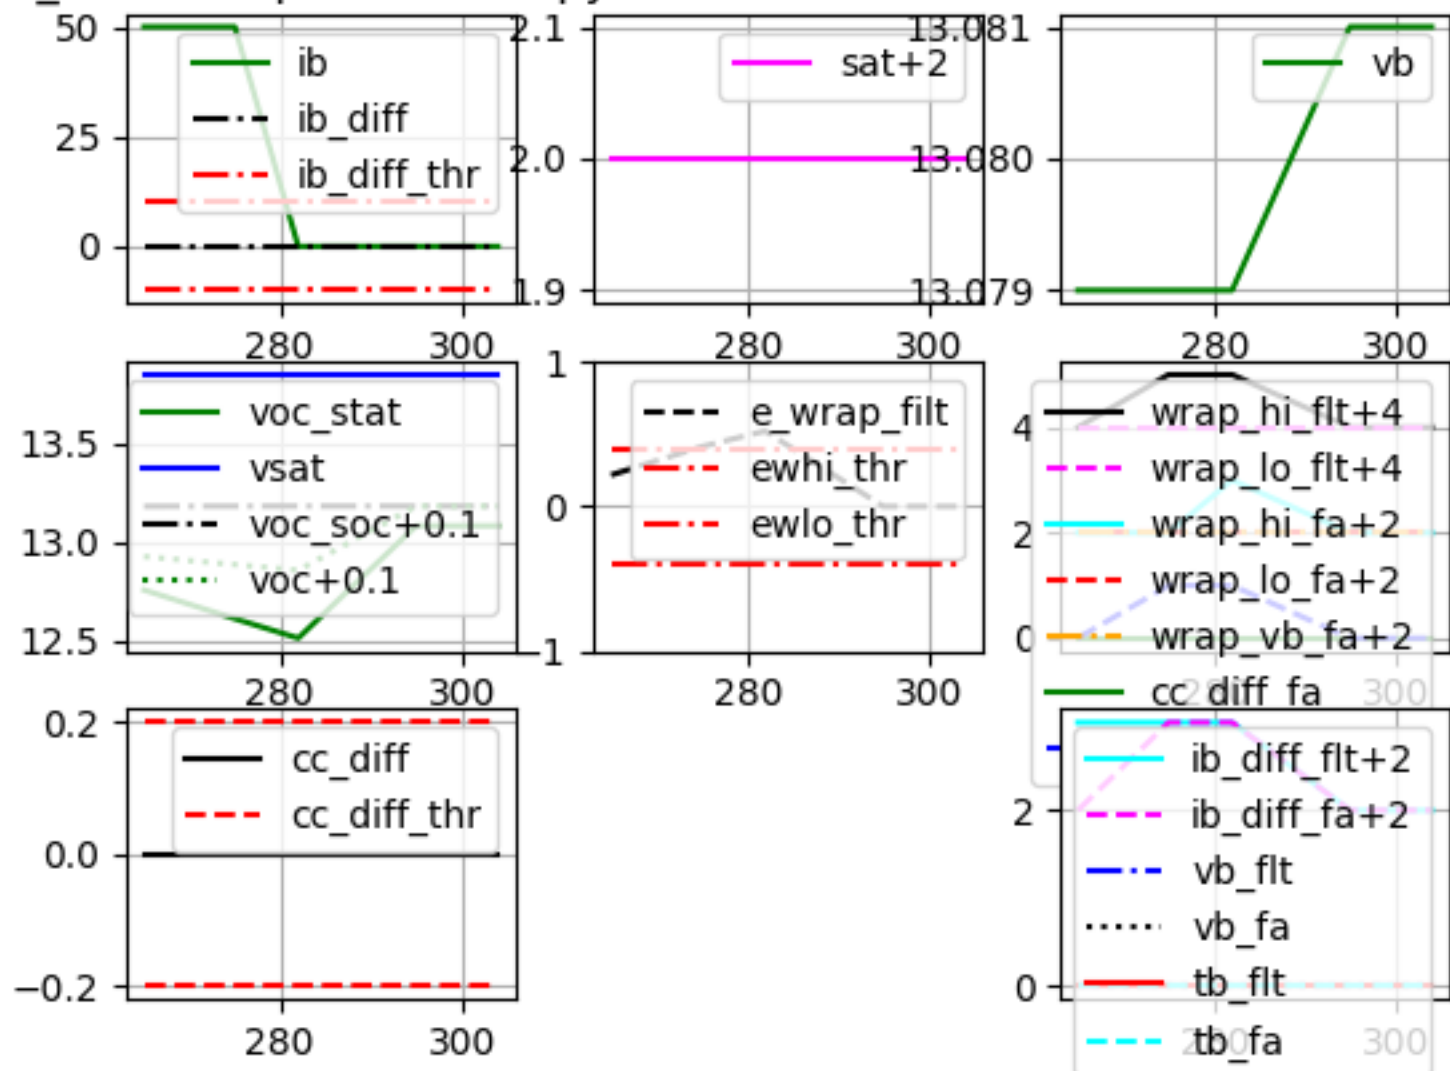 50
25
0
ib
ib_diff
ib_diff_thr
280 300
2.1
2.0
1.9
sat+2
280 300
13.081
13.080
13.079
vb
280 300
13.5
13.0
12.5
voc_stat
vsat
voc_soc+0.1
voc+0.1
280 300
1
0
−1
e_wrap_filt
ewhi_thr
ewlo_thr
280 300
4
2
0
wrap_hi_flt+4
wrap_lo_flt+4
wrap_hi_fa+2
wrap_lo_fa+2
wrap_vb_fa+2
cc_diff_fa
300
0.2
0.0
−0.2
cc_diff
cc_diff_thr
280 300
2
0
ib_diff_flt+2
ib_diff_fa+2
vb_flt
vb_fa
tb_flt
tb_fa
300